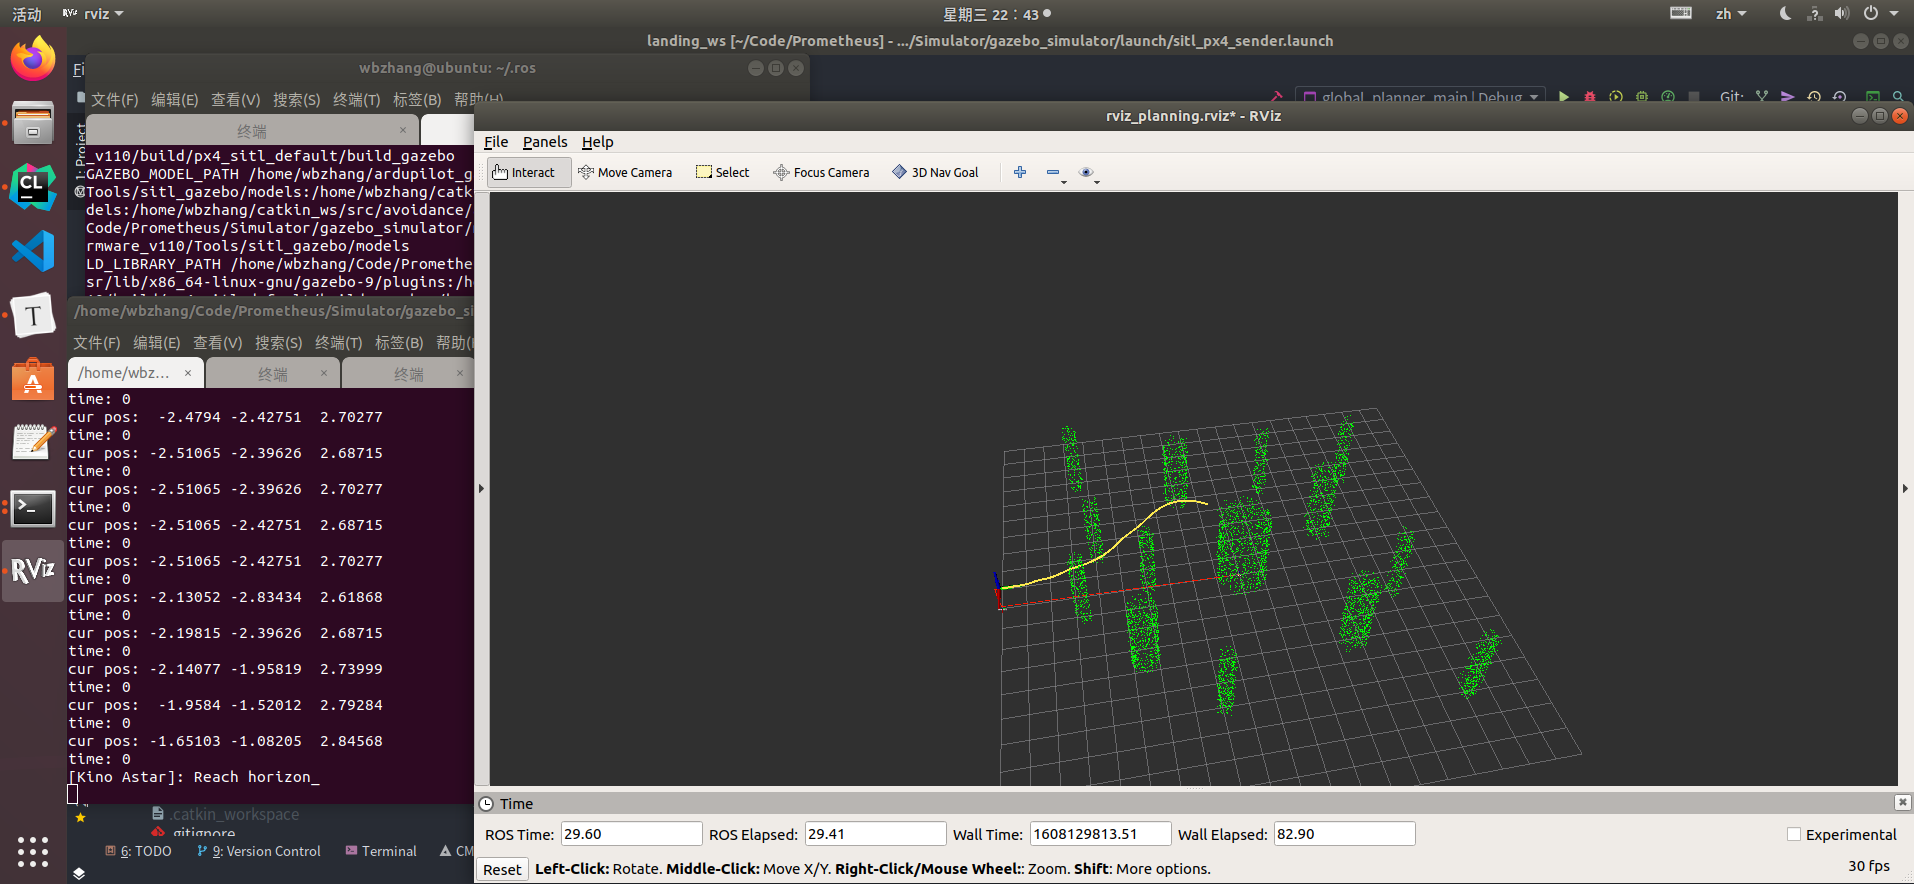 活动
rviz
星期三 22：43
zh
landing_ws [~/Code/Prometheus] - .../Simulator/gazebo_simulator/launch/sitl_px4_sender.launch
wbzhang@ubuntu: ~/.ros
文件(F) 编辑(E) 查看(V) 搜索(S) 终端(T) 标签(B) 帮助(H)
global_planner_main | Debug
Git:
终端
1: Project
_v110/build/px4_sitl_default/build_gazebo
GAZEBO_MODEL_PATH /home/wbzhang/ardupilot_g
Tools/sitl_gazebo/models:/home/wbzhang/catk
dels:/home/wbzhang/catkin_ws/src/avoidance/
Code/Prometheus/Simulator/gazebo_simulator/
rmware_v110/Tools/sitl_gazebo/models
LD_LIBRARY_PATH /home/wbzhang/Code/Promethe
sr/lib/x86_64-linux-gnu/gazebo-9/plugins:/h
/home/wbzhang/Code/Prometheus/Simulator/gazebo_si
文件(F) 编辑(E) 查看(V) 搜索(S) 终端(T) 标签(B) 帮助(
/home/wbz...
终端
终端
time: 0
cur pos:  -2.4794 -2.42751  2.70277
time: 0
cur pos: -2.51065 -2.39626  2.68715
time: 0
cur pos: -2.51065 -2.39626  2.70277
time: 0
cur pos: -2.51065 -2.42751  2.68715
time: 0
cur pos: -2.51065 -2.42751  2.70277
time: 0
cur pos: -2.13052 -2.83434  2.61868
time: 0
cur pos: -2.19815 -2.39626  2.68715
time: 0
cur pos: -2.14077 -1.95819  2.73999
time: 0
cur pos:  -1.9584 -1.52012  2.79284
time: 0
cur pos: -1.65103 -1.08205  2.84568
time: 0
[Kino Astar]: Reach horizon_
.catkin_workspace
.gitignore
6: TODO
9: Version Control
Terminal
CM
rviz_planning.rviz* - RViz
File Panels Help
Interact
Move Camera
Select
Focus Camera
3D Nav Goal
Time
ROS Time: 29.60
ROS Elapsed: 29.41
Wall Time: 1608129813.51
Wall Elapsed: 82.90
Experimental
Reset
Left-Click: Rotate. Middle-Click: Move X/Y. Right-Click/Mouse Wheel:: Zoom. Shift: More options.
30 fps
CL
T
A
RViz